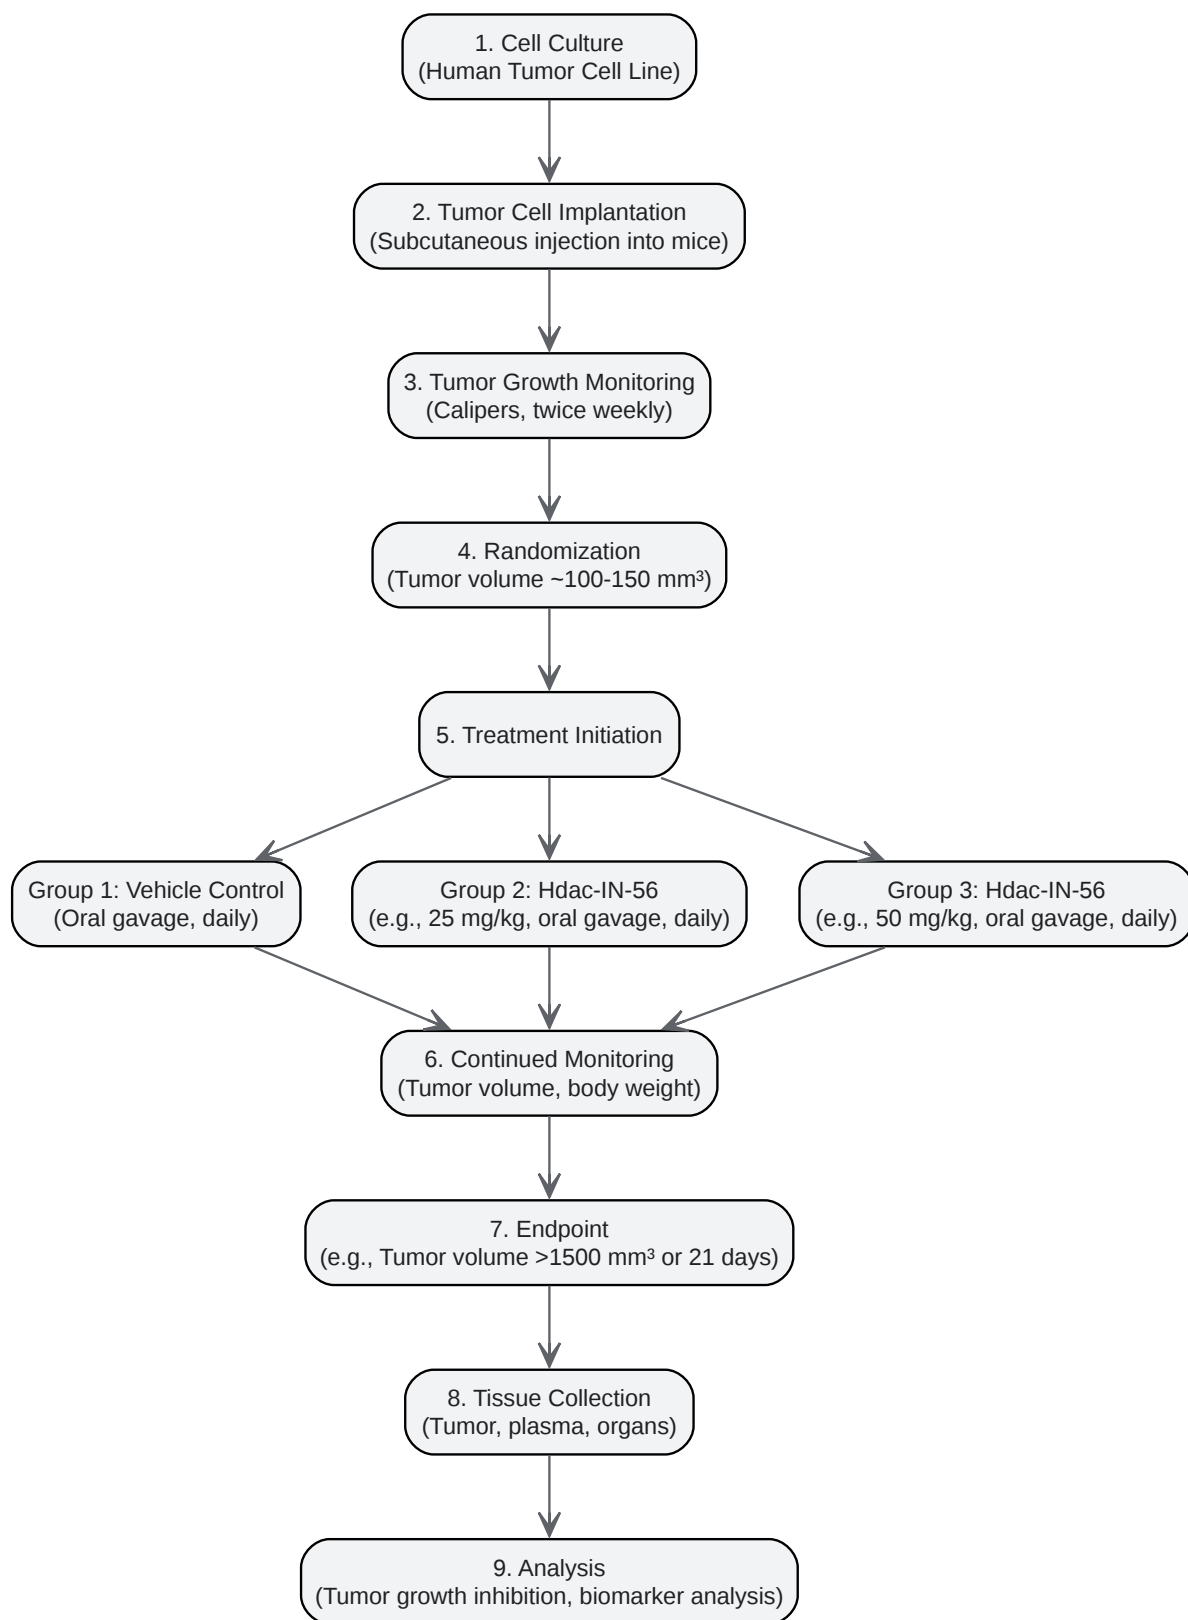 1. Cell Culture
(Human Tumor Cell Line)
2. Tumor Cell Implantation
(Subcutaneous injection into mice)
3. Tumor Growth Monitoring
(Calipers, twice weekly)
4. Randomization
(Tumor volume ~100-150 mm³)
5. Treatment Initiation
Group 1: Vehicle Control
(Oral gavage, daily)
Group 2: Hdac-IN-56
(e.g., 25 mg/kg, oral gavage, daily)
Group 3: Hdac-IN-56
(e.g., 50 mg/kg, oral gavage, daily)
6. Continued Monitoring
(Tumor volume, body weight)
7. Endpoint
(e.g., Tumor volume >1500 mm³ or 21 days)
8. Tissue Collection
(Tumor, plasma, organs)
9. Analysis
(Tumor growth inhibition, biomarker analysis)